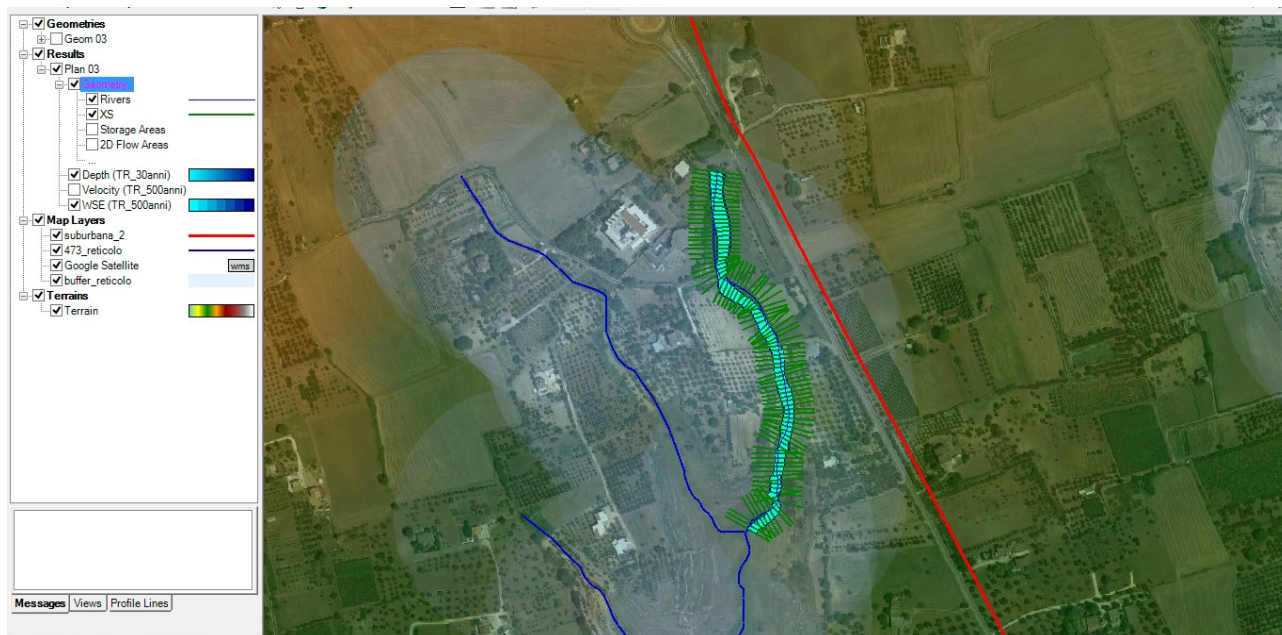 Geometries
Geom 03
Results
Plan 03
Geometry
Rivers
XS
Storage Areas
2D Flow Areas
...
Depth (TR_30anni)
Velocity (TR_500anni)
WSE (TR_500anni)
Map Layers
suburbana_2
473_reticolo
Google Satellite wms
buffer_reticolo
Terrains
Terrain
Messages Views Profile Lines